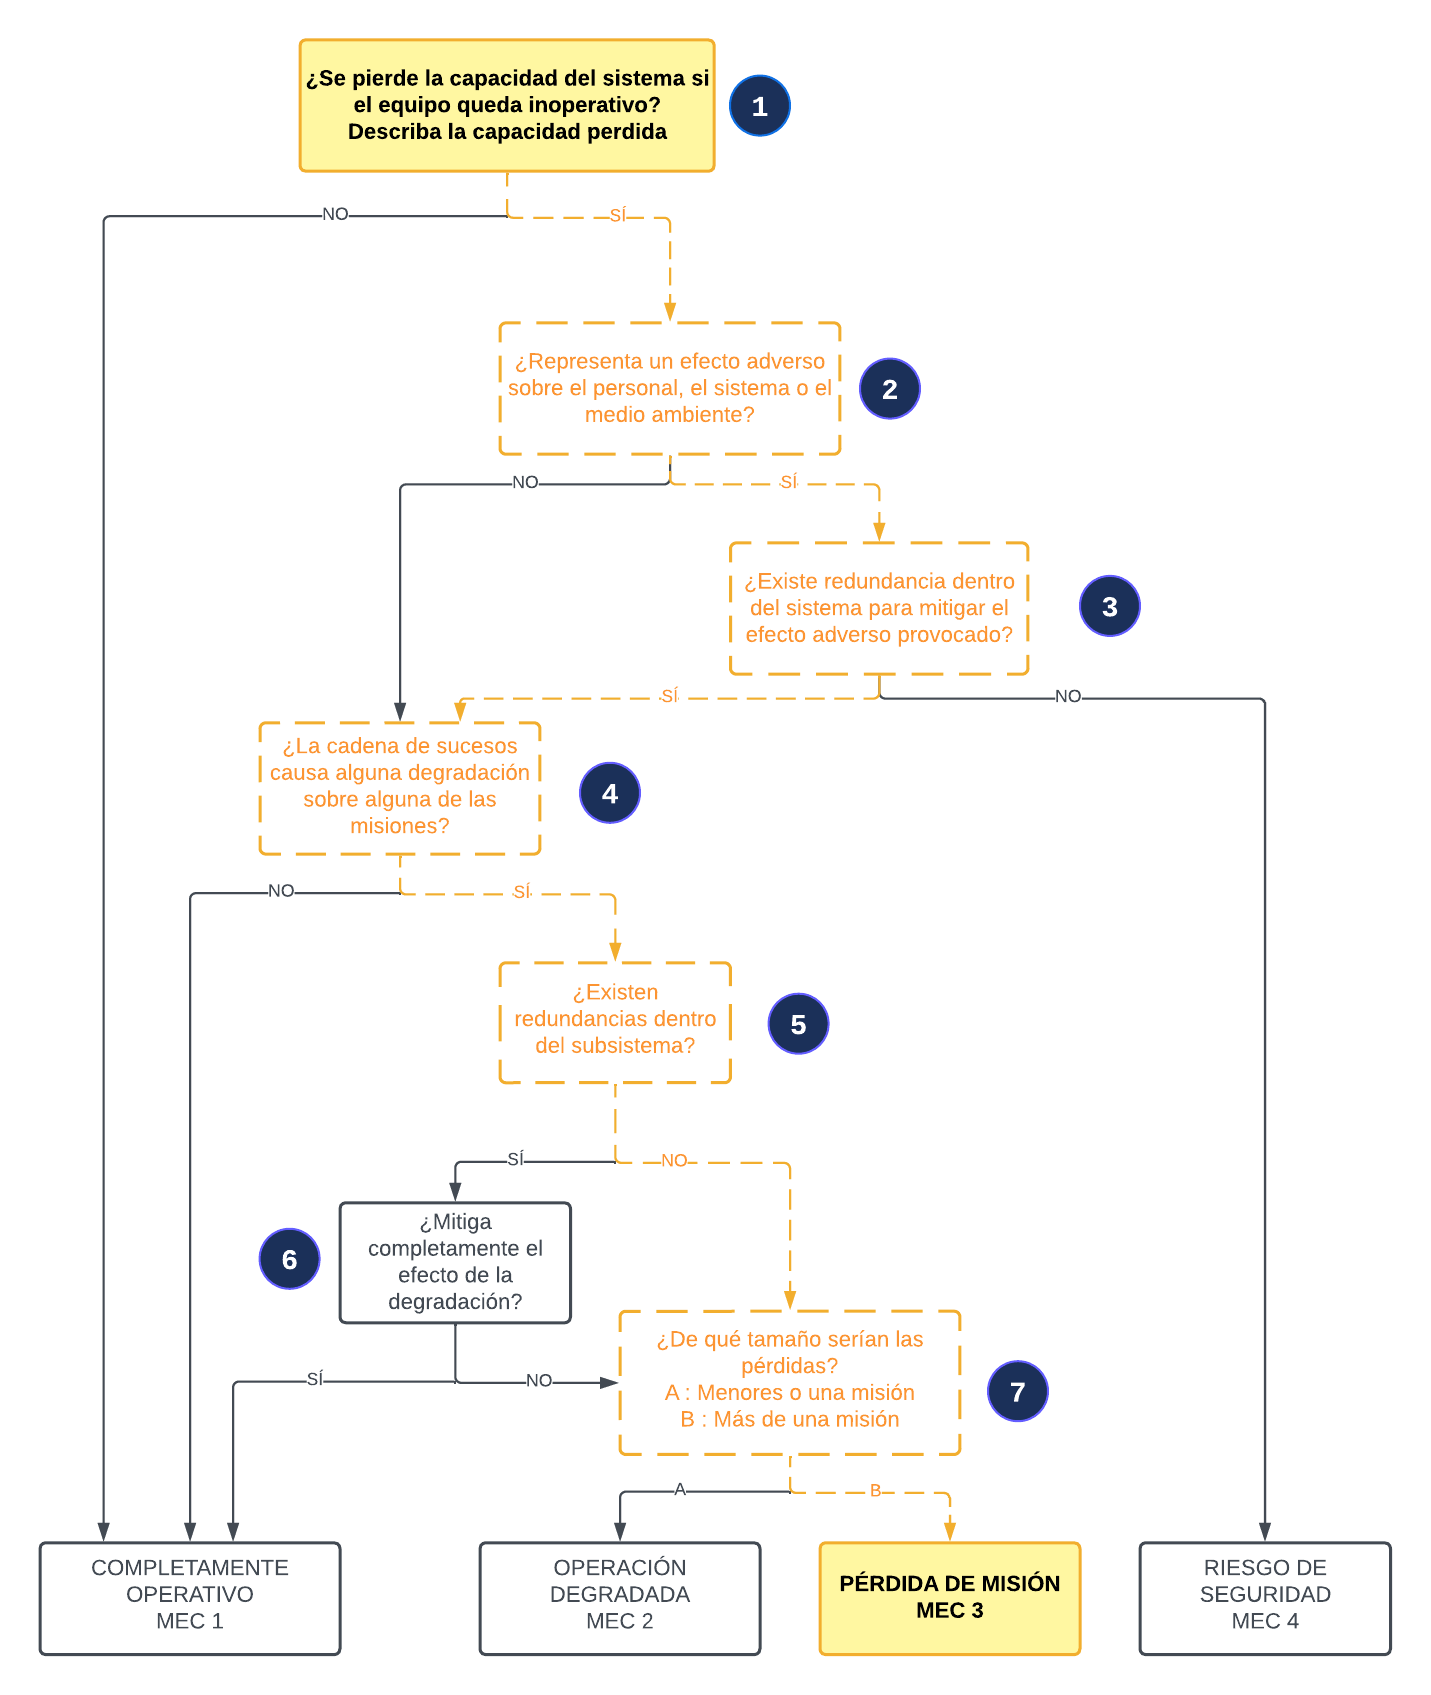 ¿Se pierde la capacidad del sistema si
el equipo queda inoperativo?
Describa la capacidad perdida
1
NO
SÍ
¿Representa un efecto adverso
sobre el personal, el sistema o el
medio ambiente?
2
NO
SÍ
¿Existe redundancia dentro
del sistema para mitigar el
efecto adverso provocado?
3
SÍ
NO
¿La cadena de sucesos
causa alguna degradación
sobre alguna de las
misiones?
4
NO
SÍ
¿Existen
redundancias dentro
del subsistema?
5
SÍ
NO
¿Mitiga
completamente el
efecto de la
degradación?
6
SÍ
NO
¿De qué tamaño serían las
pérdidas?
A : Menores o una misión
B : Más de una misión
7
A
B
COMPLETAMENTE
OPERATIVO
MEC 1
OPERACIÓN
DEGRADADA
MEC 2
PÉRDIDA DE MISIÓN
MEC 3
RIESGO DE
SEGURIDAD
MEC 4